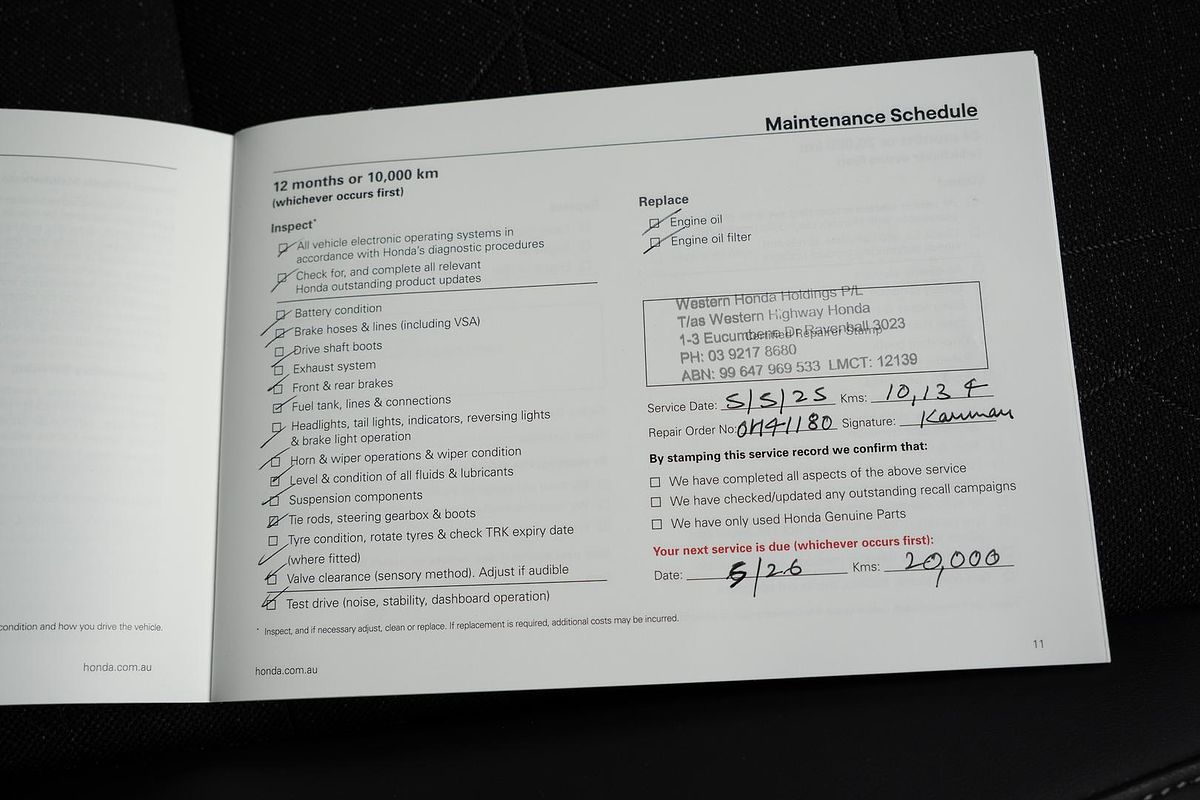 condition and how you drive the vehicle.
honda.com.au
Maintenance Schedule
12 months or 10,000 km
(whichever occurs first)
Inspect*
All vehicle electronic operating systems in
accordance with Honda's diagnostic procedures
Check for, and complete all relevant
Honda outstanding product updates
Battery condition
Brake hoses & lines (including VSA)
Drive shaft boots
Exhaust system
Front & rear brakes
Fuel tank, lines & connections
Headlights, tail lights, indicators, reversing lights
& brake light operation
Horn & wiper operations & wiper condition
Level & condition of all fluids & lubricants
Suspension components
Tie rods, steering gearbox & boots
Tyre condition, rotate tyres & check TRK expiry date
(where fitted)
Valve clearance (sensory method). Adjust if audible
Test drive (noise, stability, dashboard operation)
* Inspect, and if necessary adjust, clean or replace. If replacement is required, additional costs may be incurred.
honda.com.au
Replace
Engine oil
Engine oil filter
Western Honda Holdings P/L
T/as Western Highway Honda
1-3 Eucumbene Dr Ravenhall 3023
Certified Repairer Stamp
PH: 03 9217 8680
ABN: 99 647 969 533 LMCT: 12139
Service Date: 5/5/25 Kms: 10,134
Repair Order No: Signature:
By stamping this service record we confirm that:
We have completed all aspects of the above service
We have checked/updated any outstanding recall campaigns
We have only used Honda Genuine Parts
Your next service is due (whichever occurs first):
Date: 5/26 Kms: 20,000
11